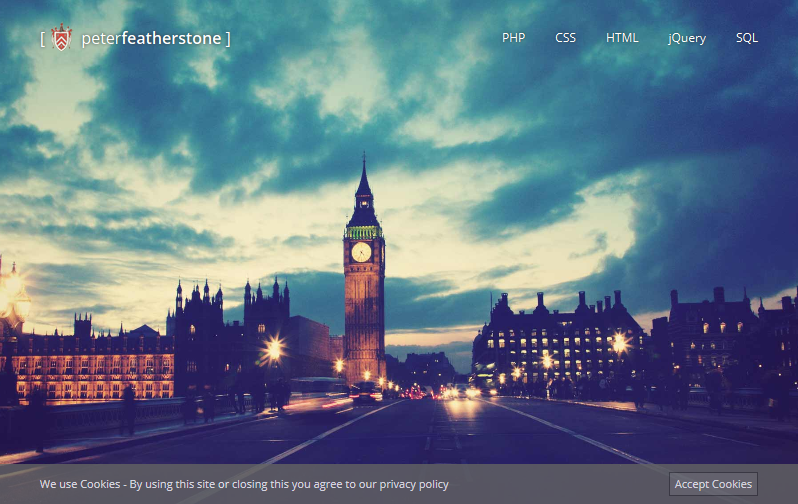 [ peterfeatherstone ]
PHP CSS HTML jQuery SQL
We use Cookies - By using this site or closing this you agree to our privacy policy
Accept Cookies